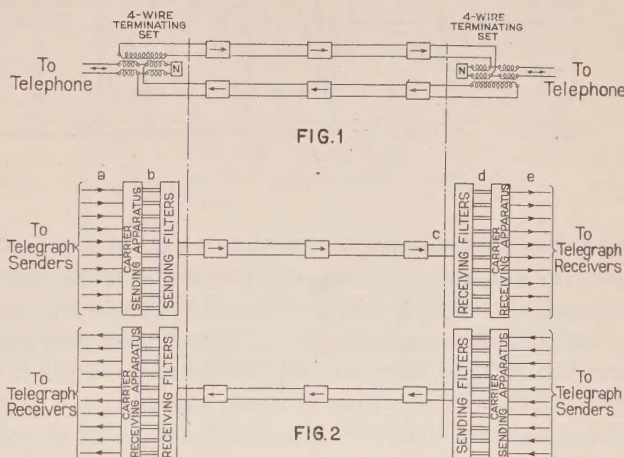 4-WIRE
TERMINATING
SET
4-WIRE
TERMINATING
SET
To
Telephone
N
N
To
Telephone
FIG.1
a
b
c
d
e
To
Telegraph
Senders
CARRIER
SENDING APPARATUS
SENDING FILTERS
RECEIVING FILTERS
CARRIER
RECEIVING APPARATUS
To
Telegraph
Receivers
To
Telegraph
Receivers
CARRIER
RECEIVING APPARATUS
RECEIVING FILTERS
SENDING FILTERS
CARRIER
SENDING APPARATUS
To
Telegraph
Senders
FIG.2